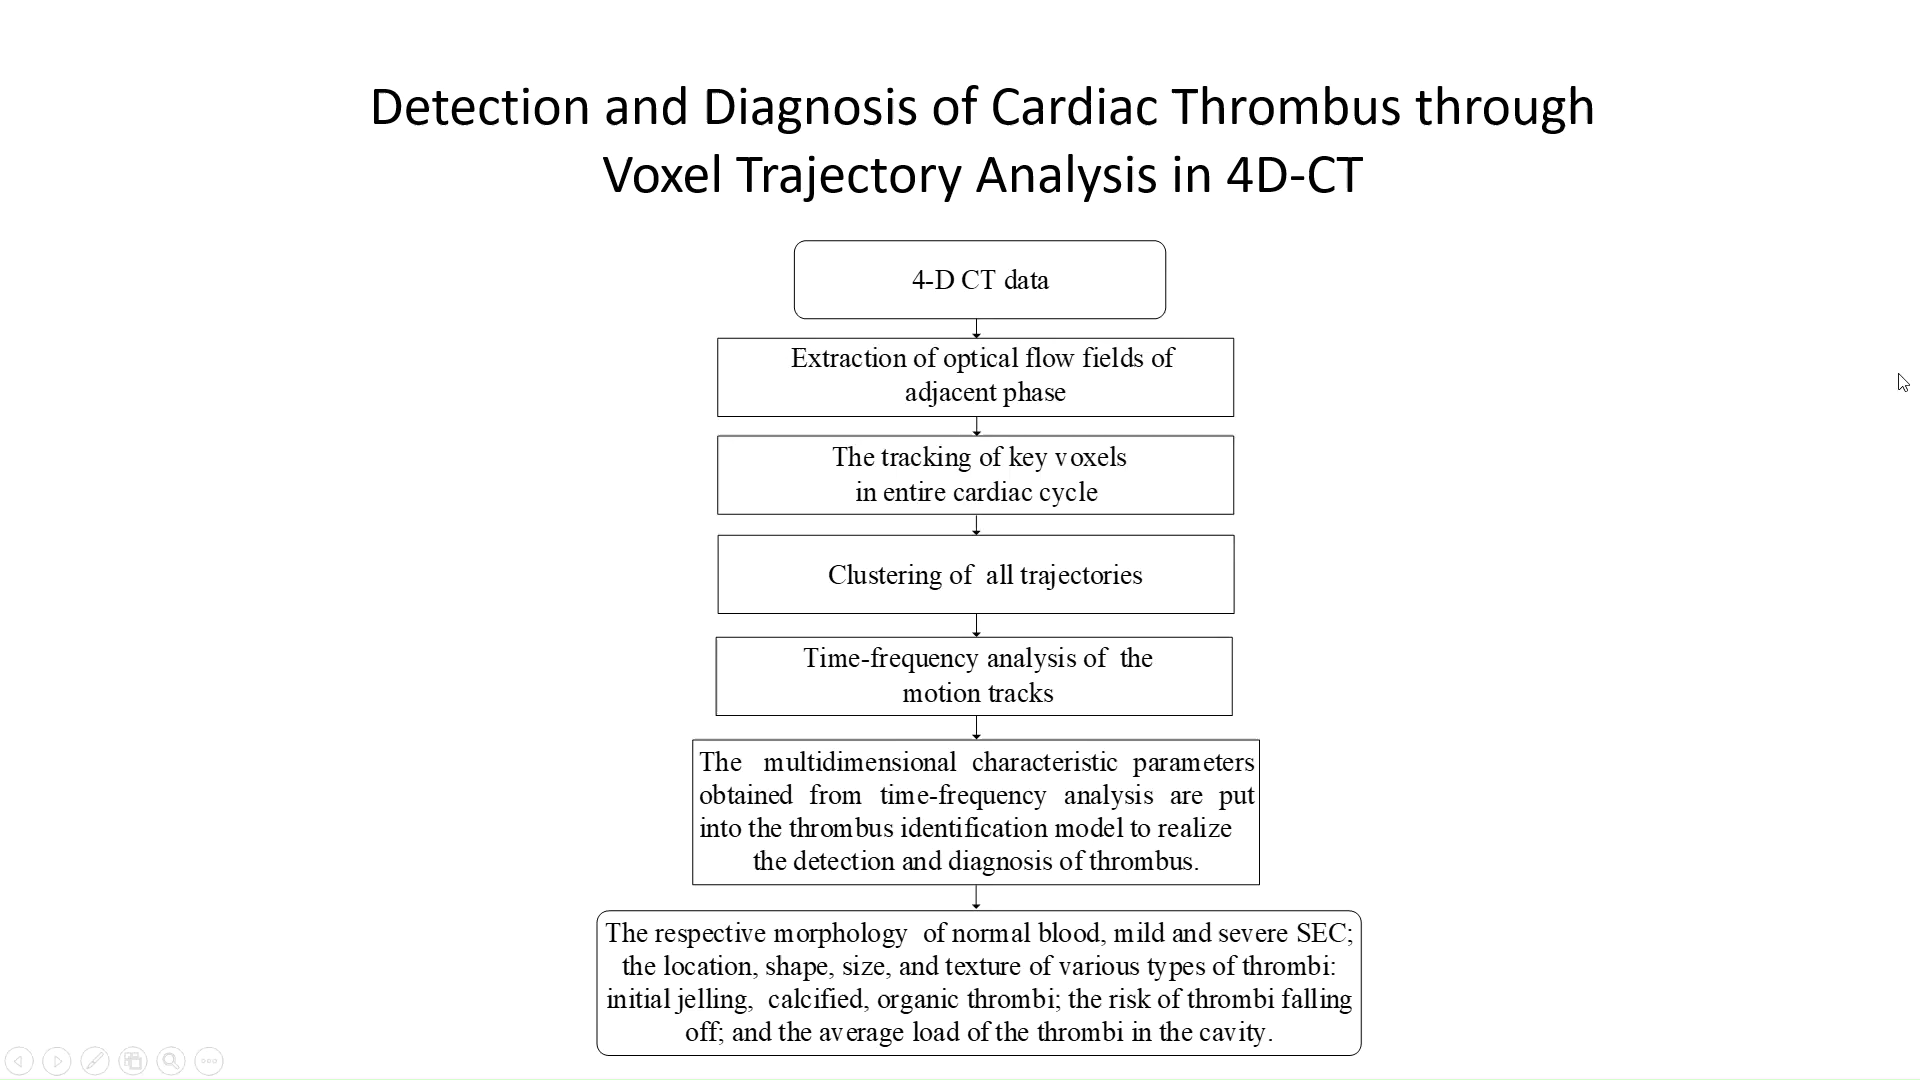 Detection and Diagnosis of Cardiac Thrombus through
Voxel Trajectory Analysis in 4D-CT
4-D CT data
Extraction of optical flow fields of
adjacent phase
The tracking of key voxels
in entire cardiac cycle
Clustering of all trajectories
Time-frequency analysis of the
motion tracks
The multidimensional characteristic parameters
obtained from time-frequency analysis are put
into the thrombus identification model to realize
the detection and diagnosis of thrombus.
The respective morphology of normal blood, mild and severe SEC;
the location, shape, size, and texture of various types of thrombi:
initial jelling, calcified, organic thrombi; the risk of thrombi falling
off; and the average load of the thrombi in the cavity.